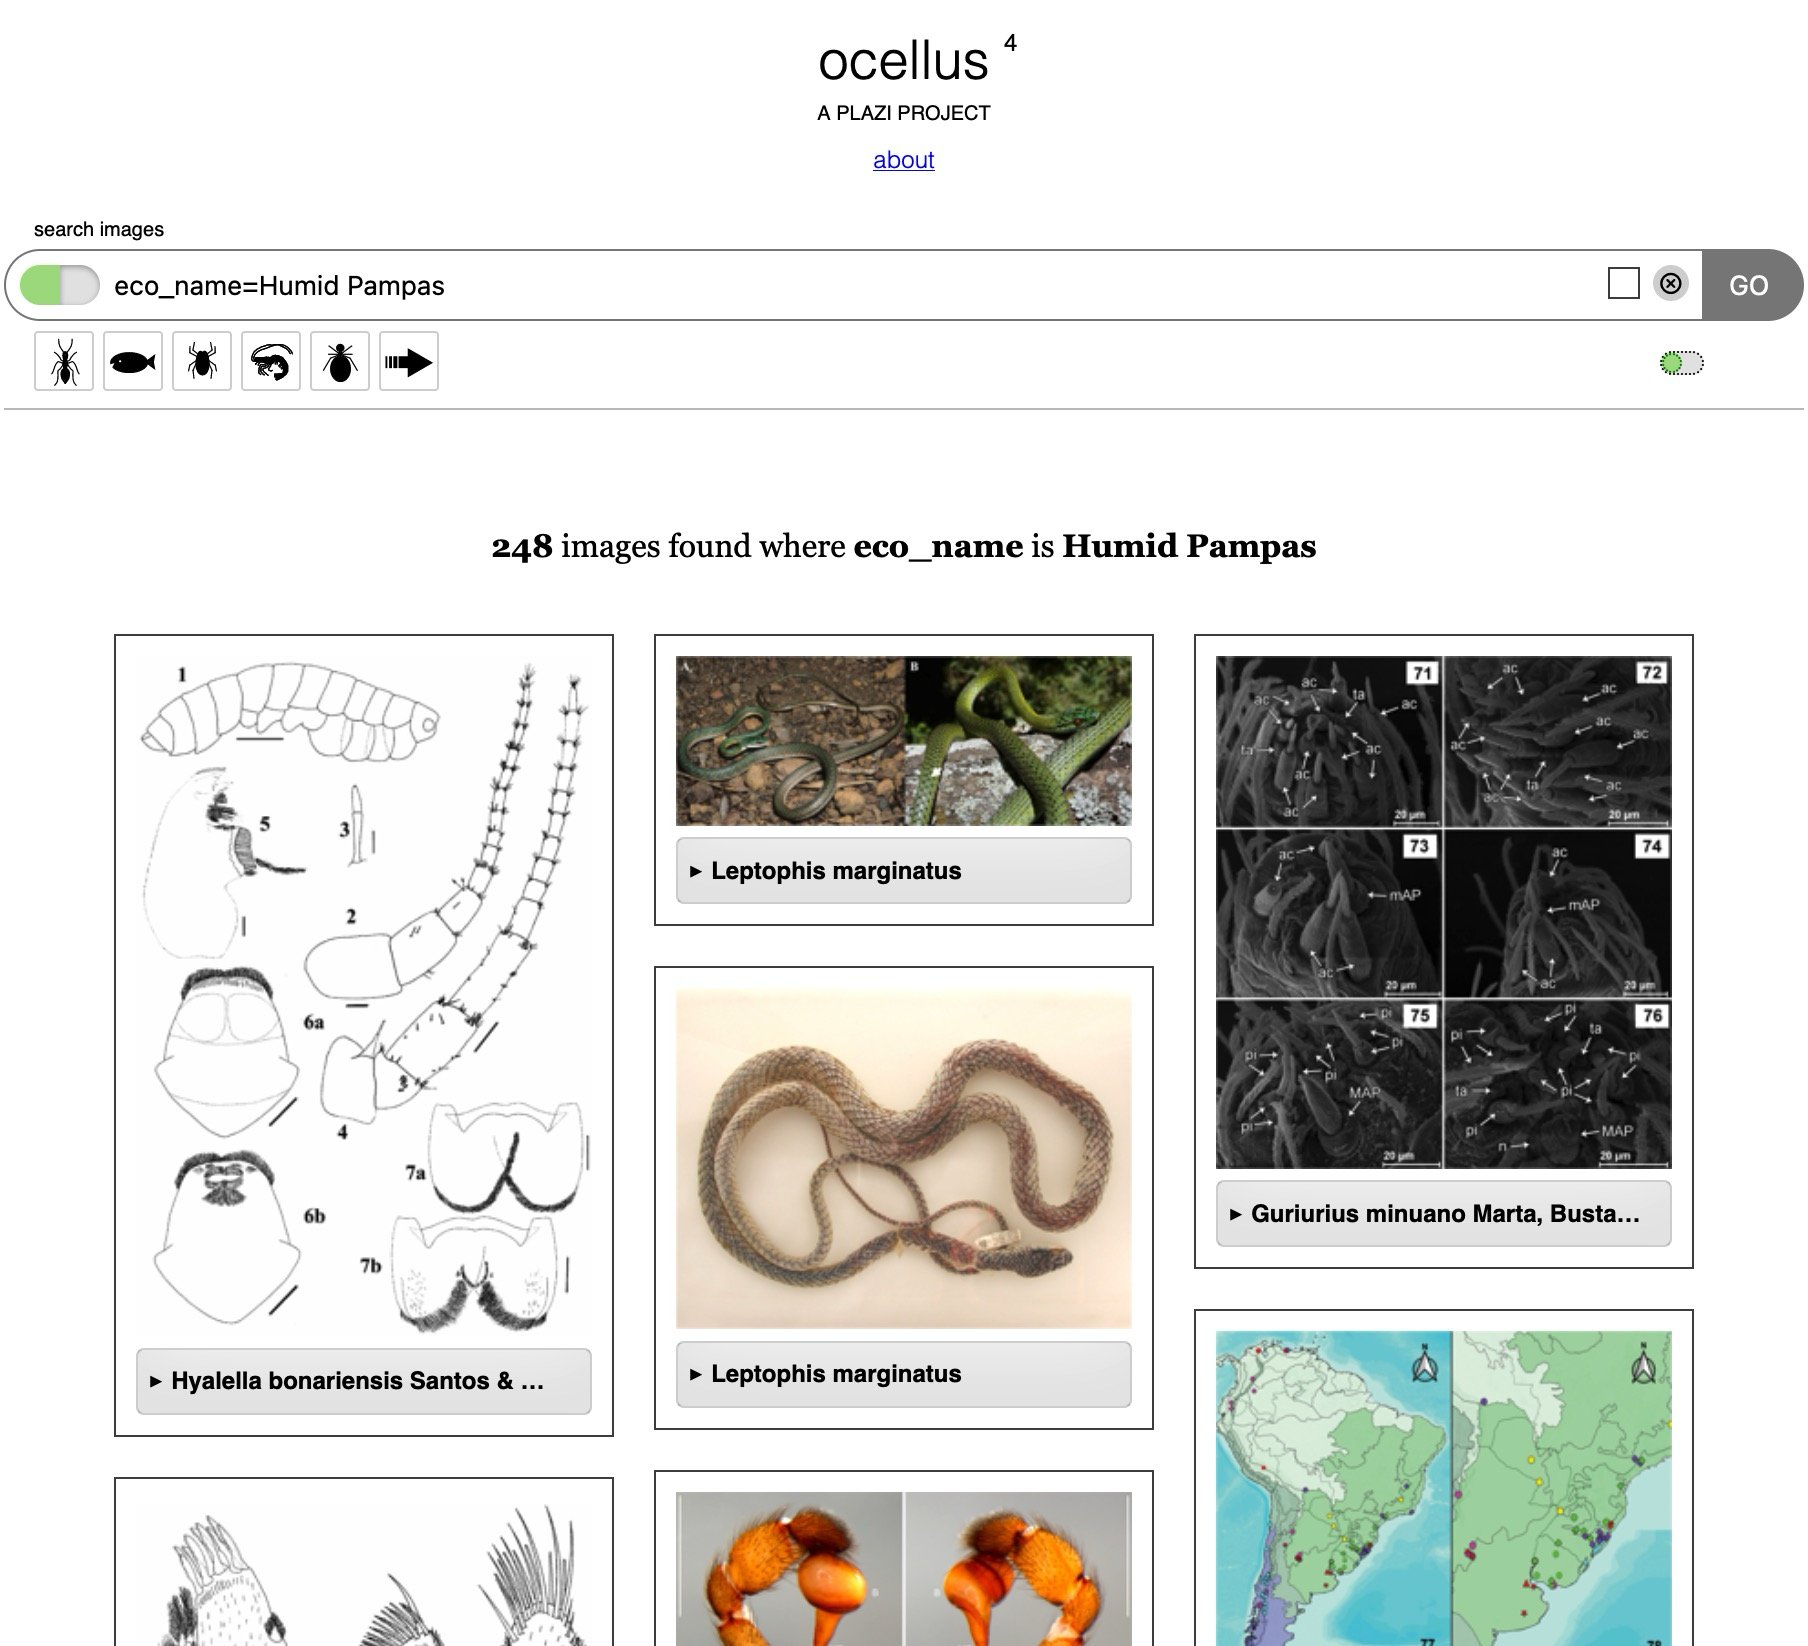 ocellus 4
A PLAZI PROJECT
about
search images
eco_name=Humid Pampas
GO
248 images found where eco_name is Humid Pampas
1
5
3
2
6a
4
7a
6b
7b
▸ Hyalella bonariensis Santos & ...
A
B
▸ Leptophis marginatus
▸ Leptophis marginatus
B
B
71
ac
ac
ta
ac
ta
ac
ac
ac
20 µm
72
ac
ac
ac
ac
ac
ta
ac
ac
20 µm
73
ac
mAP
ac
20 µm
74
ac
mAP
ac
20 µm
75
pi
pi
pi
pi
MAP
pi
20 µm
76
pi
pi
ta
pi
ta
pi
pi
MAP
n
20 µm
▸ Guriurius minuano Marta, Busta...
N
N
77
78